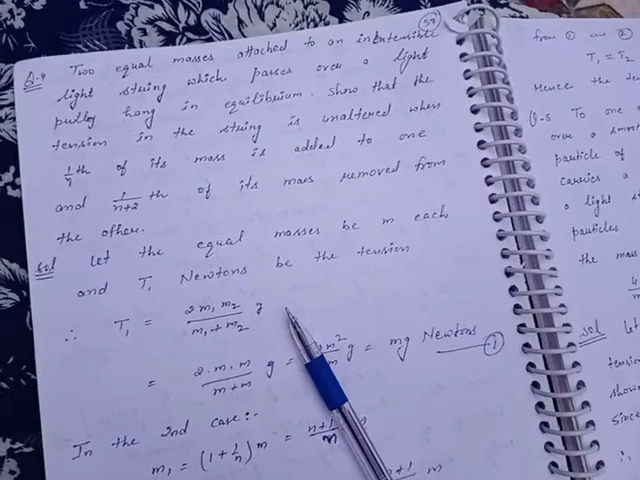 (57)
Q.4 Two equal masses attached to an inextensible
light string which passes over a light
pulley hang in equilibrium. Show that the
tension in the string is unaltered when
1/n th of its mass is added to one
and 1/n+2 th of its mass removed from
the other.
Sol Let the equal masses be m each
and T₁ Newtons be the tension
∴ T₁ = 2m₁m₂/m₁+m₂ g
= 2·m·m/m+m g = g = mg Newtons ①
In the 2nd case:-
m₁ = (1+1/n)m = n+1/n
m
from ① and ②
T₁ = T₂
Hence the
Q-5 To one
over a
particle of
carries a
a light
particles
the mass
sol Let
tension
Since
∴